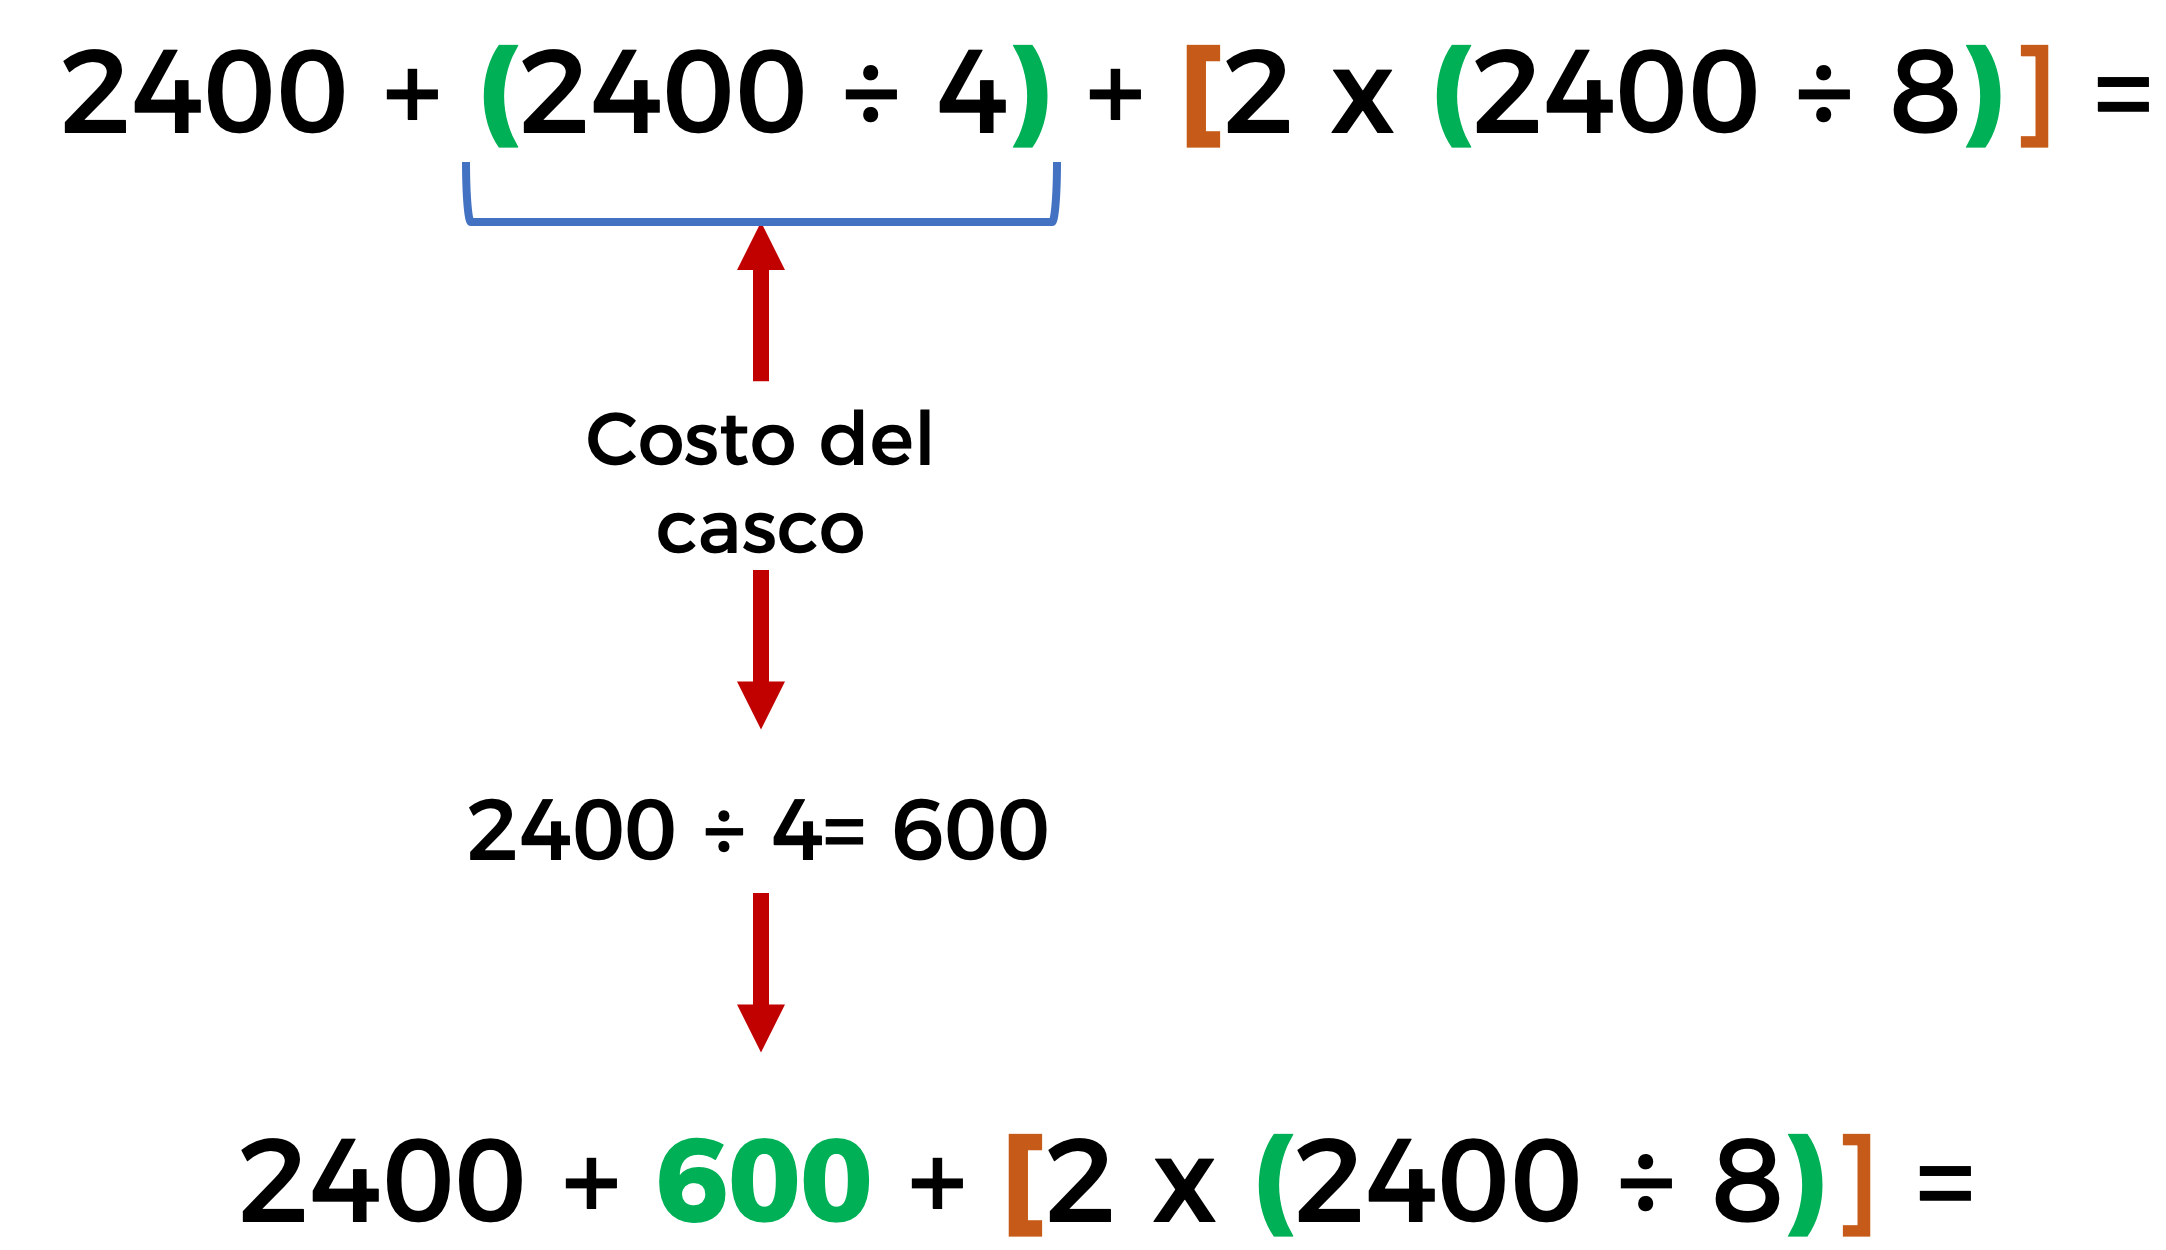 2400 + (2400 ÷ 4) + [2 x (2400 ÷ 8)] =
Costo del
casco
2400 ÷ 4= 600
2400 + 600 + [2 x (2400 ÷ 8)] =